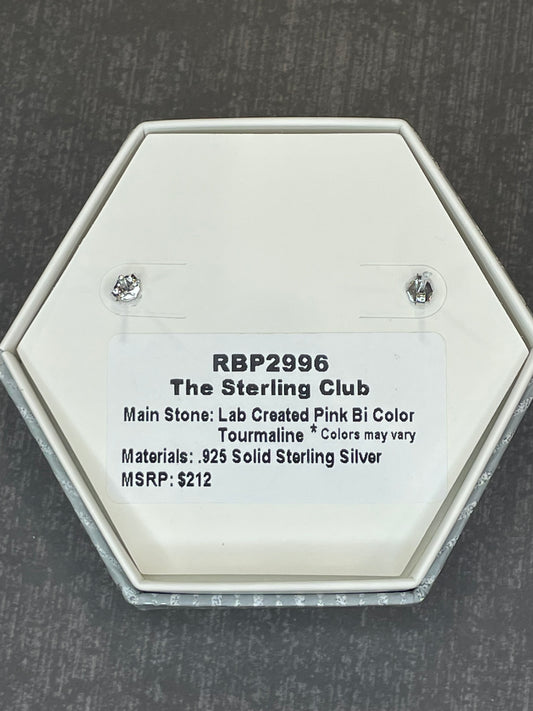 RBP2996
The Sterling Club
Main Stone: Lab Created Pink Bi Color
Tourmaline * Colors may vary
Materials: .925 Solid Sterling Silver
MSRP: $212